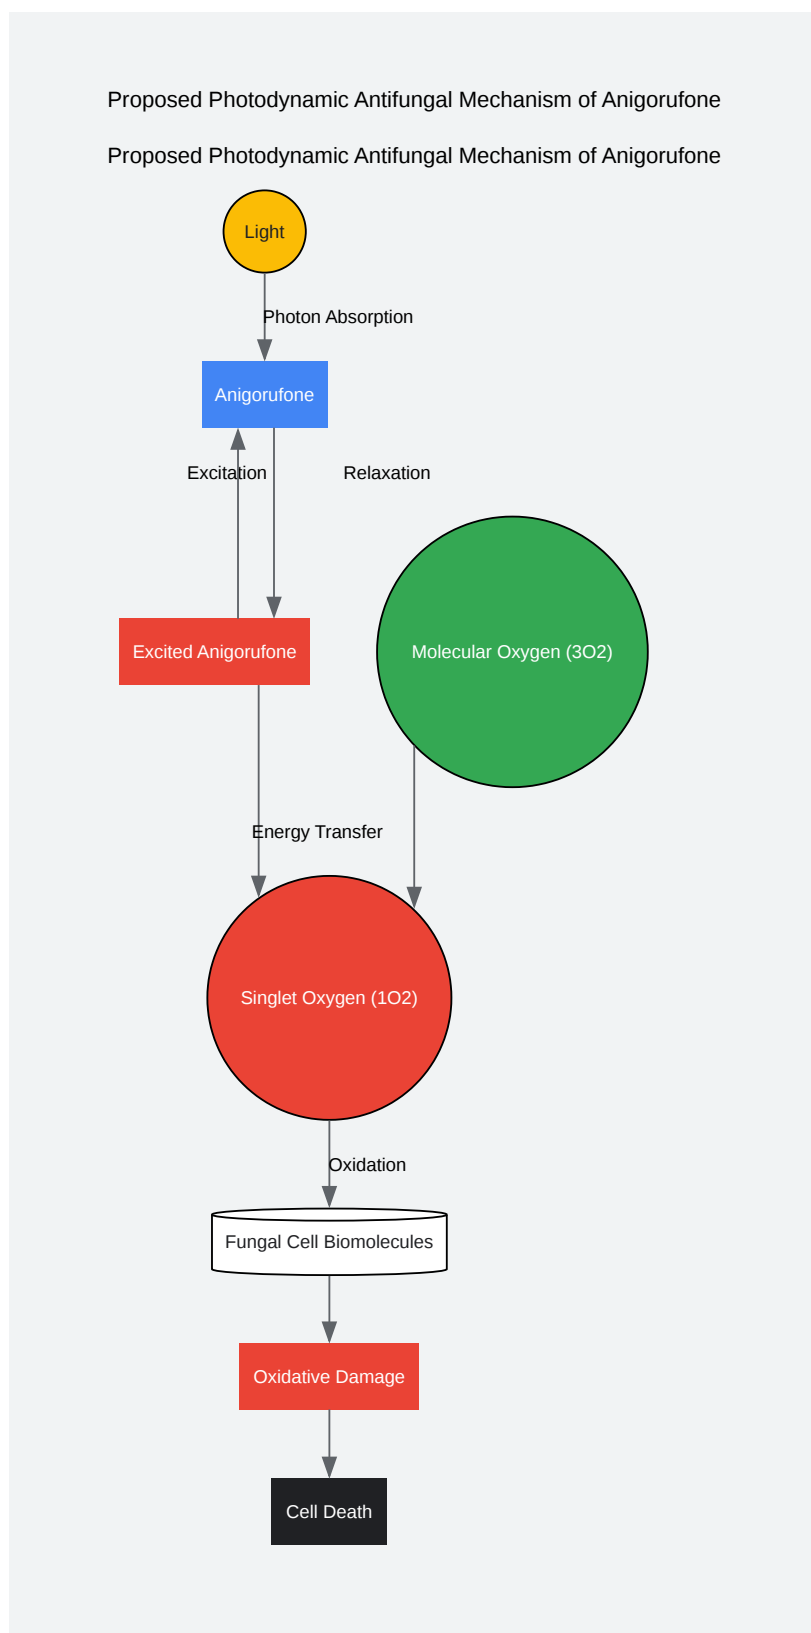 Proposed Photodynamic Antifungal Mechanism of Anigorufone
Proposed Photodynamic Antifungal Mechanism of Anigorufone
Light
Photon Absorption
Anigorufone
Excitation
Relaxation
Excited Anigorufone
Molecular Oxygen (3O2)
Energy Transfer
Singlet Oxygen (1O2)
Oxidation
Fungal Cell Biomolecules
Oxidative Damage
Cell Death